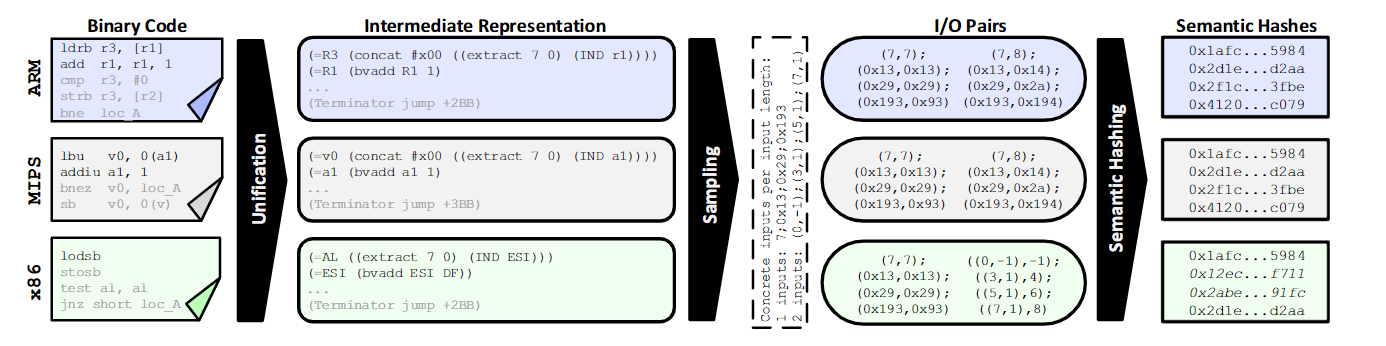 Binary Code
Intermediate Representation
I/O Pairs
Semantic Hashes
ARM
ldrb r3, [r1]
add  r1, r1, 1
cmp  r3, #0
strb r3, [r2]
bne  loc_A
MIPS
lbu   v0, 0(a1)
addiu a1, 1
bnez  v0, loc_A
sb    v0, 0(v)
x86
lodsb
stosb
test al, al
jnz short loc_A
Unification
(=R3 (concat #x00 ((extract 7 0) (IND r1))))
(=R1 (bvadd R1 1)
...
(Terminator jump +2BB)
(=v0 (concat #x00 ((extract 7 0) (IND a1))))
(=a1 (bvadd a1 1)
...
(Terminator jump +3BB)
(=AL ((extract 7 0) (IND ESI)))
(=ESI (bvadd ESI DF))
...
(Terminator jump +2BB)
Sampling
Concrete inputs per input length:
1 inputs: 7;0x13;0x29;0x193
2 inputs: (0,-1);(3,1);(5,1);(7,1)
(7,7); (7,8);
(0x13,0x13); (0x13,0x14);
(0x29,0x29); (0x29,0x2a);
(0x193,0x93) (0x193,0x194)
(7,7); (7,8);
(0x13,0x13); (0x13,0x14);
(0x29,0x29); (0x29,0x2a);
(0x193,0x93) (0x193,0x194)
(7,7); ((0,-1),-1);
(0x13,0x13); ((3,1),4);
(0x29,0x29); ((5,1),6);
(0x193,0x93) ((7,1),8)
Semantic Hashing
0x1afc...5984
0x2d1e...d2aa
0x2f1c...3fbe
0x4120...c079
0x1afc...5984
0x2d1e...d2aa
0x2f1c...3fbe
0x4120...c079
0x1afc...5984
0x12ec...f711
0x2abe...91fc
0x2d1e...d2aa